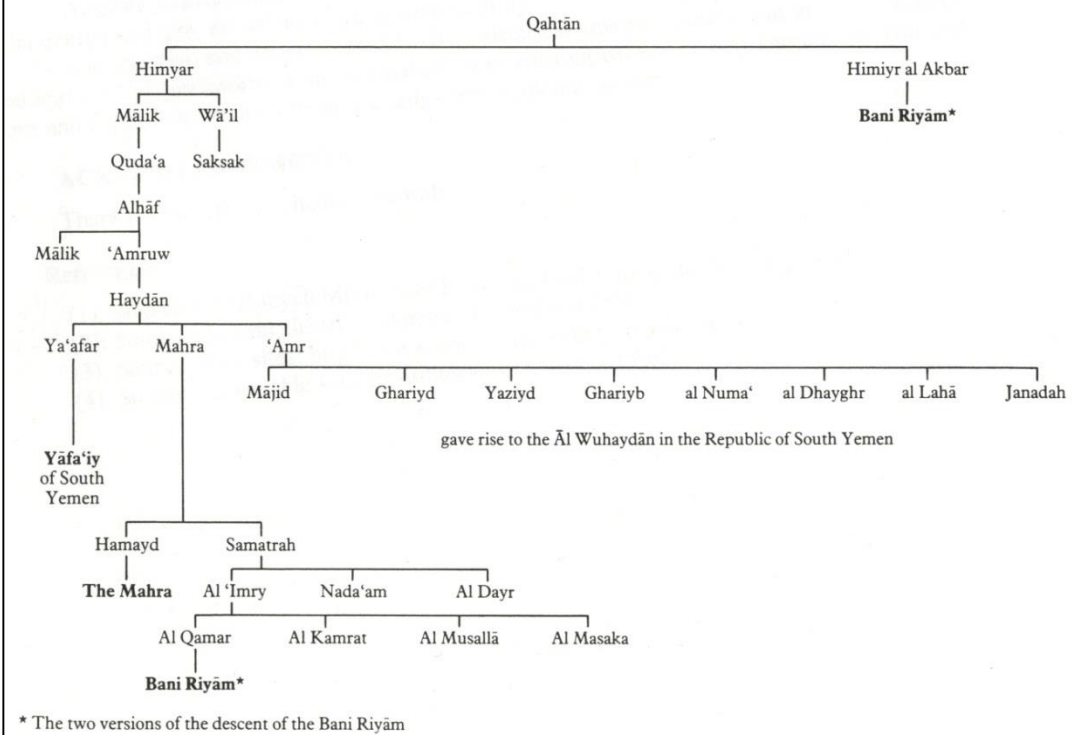 Qahtān
Himyar Himiyr al Akbar
Mālik Wā’il Bani Riyām*
Quda‘a Saksak
Alhāf
Mālik ‘Amruw
Haydān
Ya‘afar Mahra ‘Amr
Mājid Ghariyd Yaziyd Ghariyb al Numa‘ al Dhayghr al Lahā Janadah
gave rise to the Āl Wuhaydān in the Republic of South Yemen
Yāfa‘iy
of South
Yemen
Hamayd Samatrah
The Mahra Al ‘Imry Nada‘am Al Dayr
Al Qamar Al Kamrat Al Musallā Al Masaka
Bani Riyām*
* The two versions of the descent of the Bani Riyām